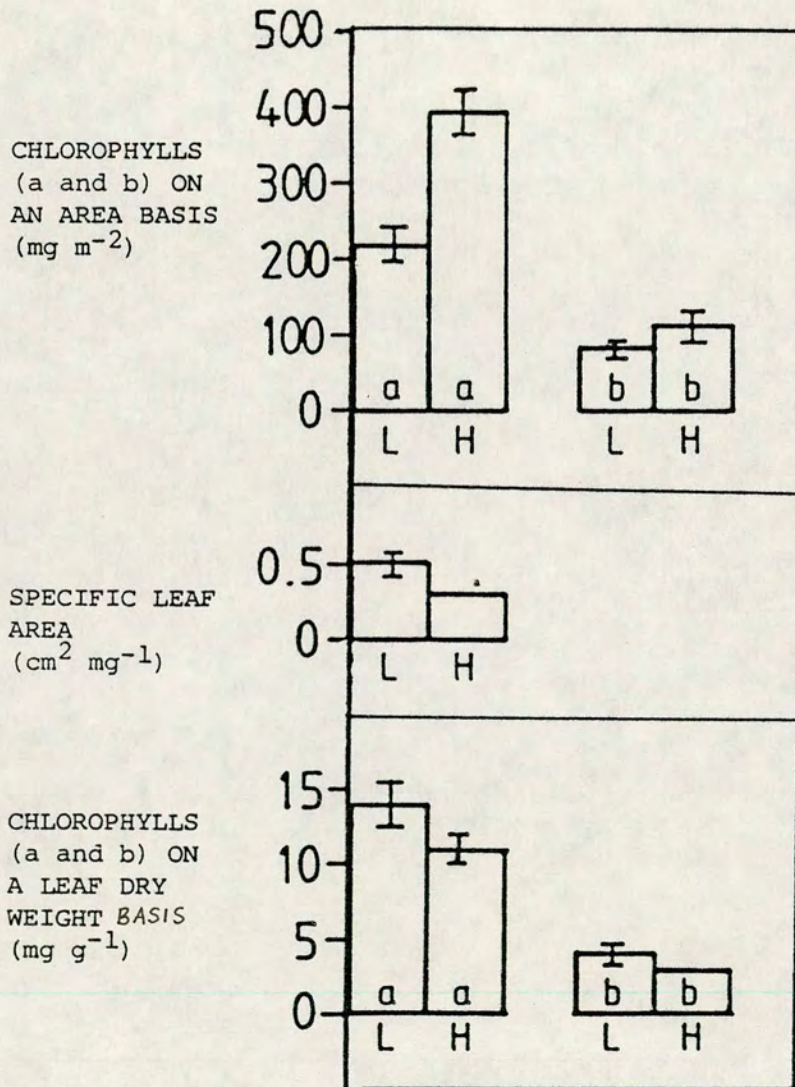 500
400
300
200
100
0
CHLOROPHYLLS
(a and b) ON
AN AREA BASIS
(mg m⁻²)
a a b b
L H L H
0.5
0
SPECIFIC LEAF
AREA
(cm² mg⁻¹)
L H
15
10
5
0
CHLOROPHYLLS
(a and b) ON
A LEAF DRY
WEIGHT BASIS
(mg g⁻¹)
a a b b
L H L H